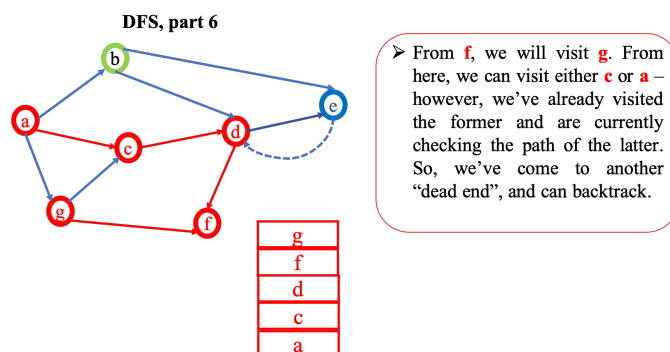 DFS, part 6
b
e
a
d
c
g
f
g
f
d
c
a
➤ From f, we will visit g. From
here, we can visit either c or a –
however, we've already visited
the former and are currently
checking the path of the latter.
So, we've come to another
"dead end", and can backtrack.